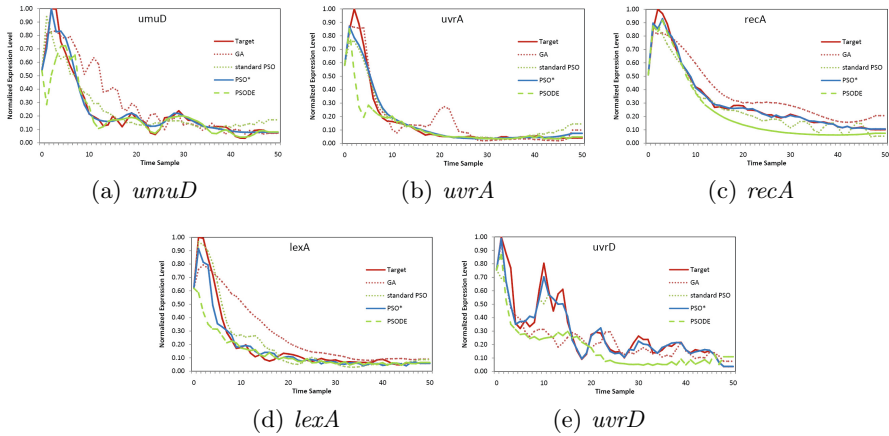 umuD
Normalized Expression Level
1.00
0.90
0.80
0.70
0.60
0.50
0.40
0.30
0.20
0.10
0.00
0 10 20 30 40 50
Time Sample
Target
GA
standard PSO
PSO*
PSODE
(a) umuD
uvrA
Normalized Expression Level
1.00
0.90
0.80
0.70
0.60
0.50
0.40
0.30
0.20
0.10
0.00
0 10 20 30 40 50
Time Sample
Target
GA
standard PSO
PSO*
PSODE
(b) uvrA
recA
Normalized Expression Level
1.00
0.90
0.80
0.70
0.60
0.50
0.40
0.30
0.20
0.10
0.00
0 10 20 30 40 50
Time Sample
Target
GA
standard PSO
PSO*
PSODE
(c) recA
lexA
Normalized Expression Level
1.00
0.90
0.80
0.70
0.60
0.50
0.40
0.30
0.20
0.10
0.00
0 10 20 30 40 50
Time Sample
Target
GA
standard PSO
PSO*
PSODE
(d) lexA
uvrD
Normalized Expression Level
1.00
0.90
0.80
0.70
0.60
0.50
0.40
0.30
0.20
0.10
0.00
0 10 20 30 40 50
Time Sample
Target
GA
standard PSO
PSO*
PSODE
(e) uvrD